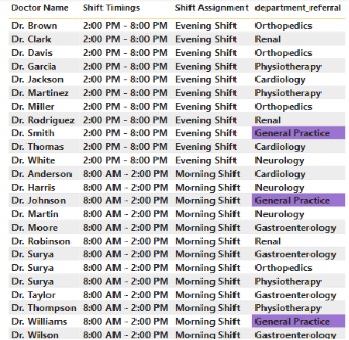 Doctor Name Shift Timings Shift Assignment department_referral
Dr. Brown 2:00 PM - 8:00 PM Evening Shift Orthopedics
Dr. Clark 2:00 PM - 8:00 PM Evening Shift Renal
Dr. Davis 2:00 PM - 8:00 PM Evening Shift Orthopedics
Dr. Garcia 2:00 PM - 8:00 PM Evening Shift Physiotherapy
Dr. Jackson 2:00 PM - 8:00 PM Evening Shift Cardiology
Dr. Martinez 2:00 PM - 8:00 PM Evening Shift Physiotherapy
Dr. Miller 2:00 PM - 8:00 PM Evening Shift Orthopedics
Dr. Rodriguez 2:00 PM - 8:00 PM Evening Shift Renal
Dr. Smith 2:00 PM - 8:00 PM Evening Shift General Practice
Dr. Thomas 2:00 PM - 8:00 PM Evening Shift Cardiology
Dr. White 2:00 PM - 8:00 PM Evening Shift Neurology
Dr. Anderson 8:00 AM - 2:00 PM Morning Shift Cardiology
Dr. Harris 8:00 AM - 2:00 PM Morning Shift Neurology
Dr. Johnson 8:00 AM - 2:00 PM Morning Shift General Practice
Dr. Martin 8:00 AM - 2:00 PM Morning Shift Neurology
Dr. Moore 8:00 AM - 2:00 PM Morning Shift Gastroenterology
Dr. Robinson 8:00 AM - 2:00 PM Morning Shift Renal
Dr. Surya 8:00 AM - 2:00 PM Morning Shift Gastroenterology
Dr. Surya 8:00 AM - 2:00 PM Morning Shift Orthopedics
Dr. Surya 8:00 AM - 2:00 PM Morning Shift Physiotherapy
Dr. Taylor 8:00 AM - 2:00 PM Morning Shift Gastroenterology
Dr. Thompson 8:00 AM - 2:00 PM Morning Shift Physiotherapy
Dr. Williams 8:00 AM - 2:00 PM Morning Shift General Practice
Dr. Wilson 8:00 AM - 2:00 PM Morning Shift Gastroenterology